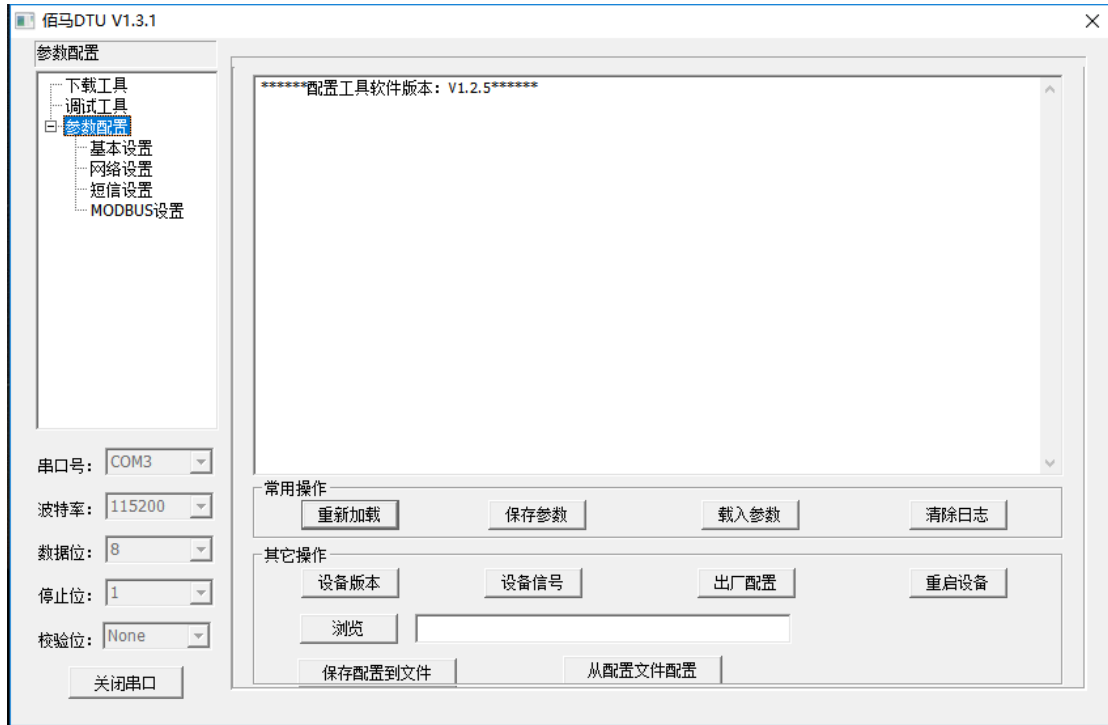 佰马DTU V1.3.1
参数配置
下载工具
调试工具
参数配置
基本设置
网络设置
短信设置
MODBUS设置
******配置工具软件版本：V1.2.5******
串口号： COM3
波特率： 115200
数据位： 8
停止位： 1
校验位： None
关闭串口
常用操作
重新加载 保存参数 载入参数 清除日志
其它操作
设备版本 设备信号 出厂配置 重启设备
浏览
保存配置到文件 从配置文件配置